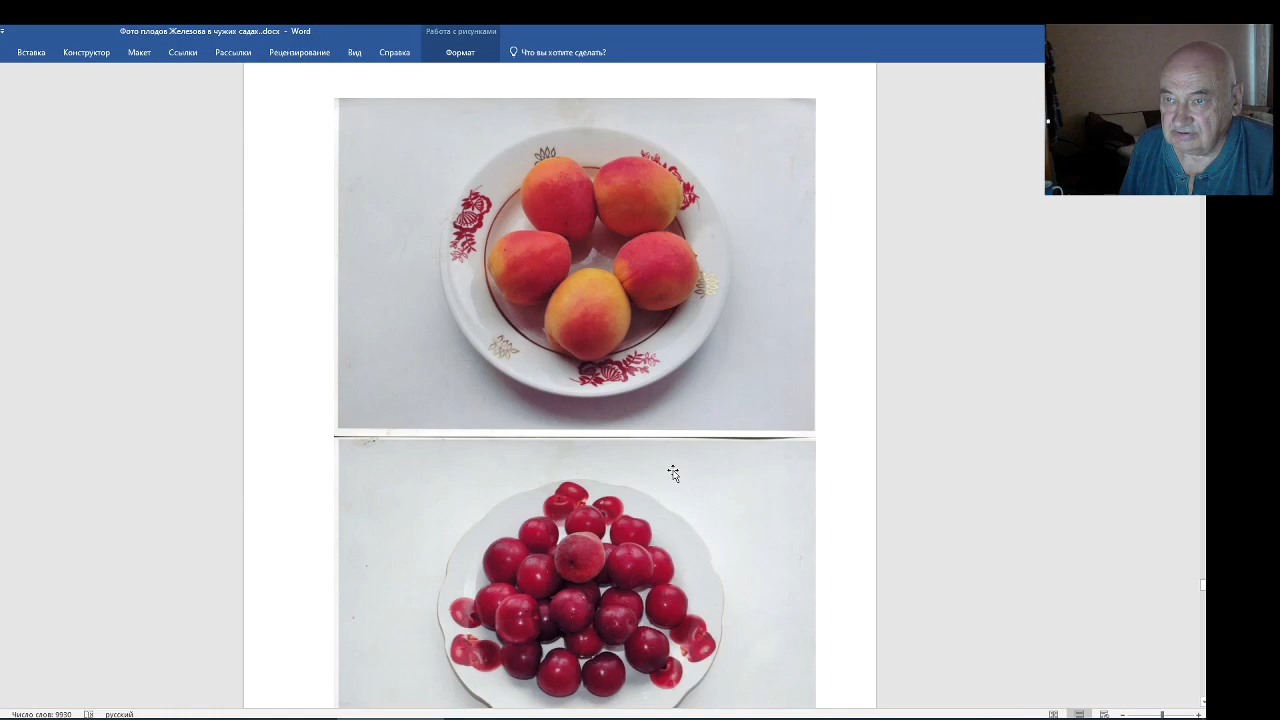 Фото плодов Железова в чужих садах..docx - Word
Работа с рисунками
Вставка Конструктор Макет Ссылки Рассылки Рецензирование Вид Справка Формат Что вы хотите сделать?
Число слов: 9930 русский